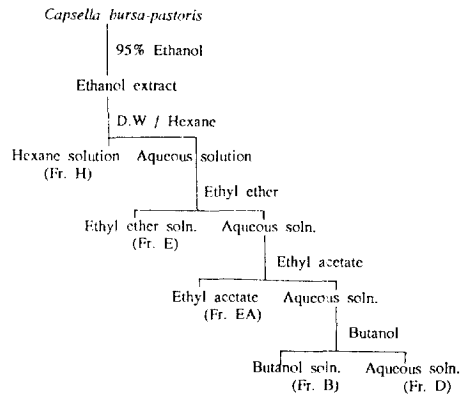 Capsella bursa-pastoris
95% Ethanol
Ethanol extract
D.W / Hexane
Hexane solution Aqueous solution
(Fr. H)
Ethyl ether
Ethyl ether soln. Aqueous soln.
(Fr. E)
Ethyl acetate
Ethyl acetate Aqueous soln.
(Fr. EA)
Butanol
Butanol soln. Aqueous soln.
(Fr. B) (Fr. D)